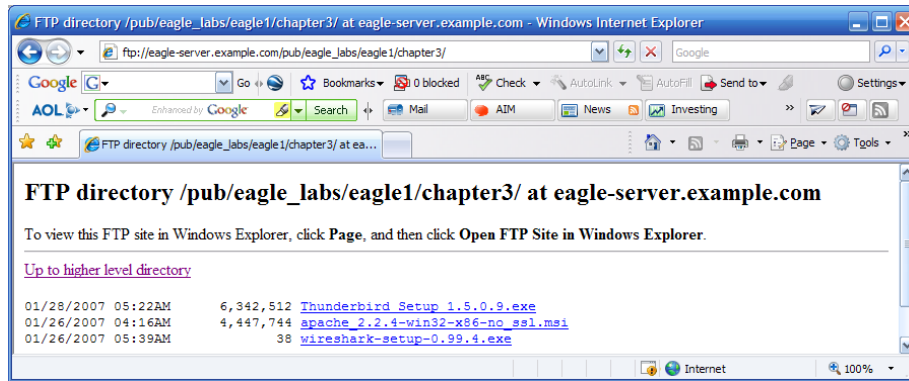 FTP directory /pub/eagle_labs/eagle1/chapter3/ at eagle-server.example.com - Windows Internet Explorer
ftp://eagle-server.example.com/pub/eagle_labs/eagle1/chapter3/ Google
Google G Go Bookmarks 0 blocked ABC Check AutoLink AutoFill Send to Settings
AOL Enhanced by Google Search Mail AIM News Investing »
FTP directory /pub/eagle_labs/eagle1/chapter3/ at ea... Page Tools »
FTP directory /pub/eagle_labs/eagle1/chapter3/ at eagle-server.example.com
To view this FTP site in Windows Explorer, click Page, and then click Open FTP Site in Windows Explorer.
Up to higher level directory
01/28/2007 05:22AM 6,342,512 Thunderbird Setup 1.5.0.9.exe
01/26/2007 04:16AM 4,447,744 apache_2.2.4-win32-x86-no_ssl.msi
01/26/2007 05:39AM 38 wireshark-setup-0.99.4.exe
Internet 100%